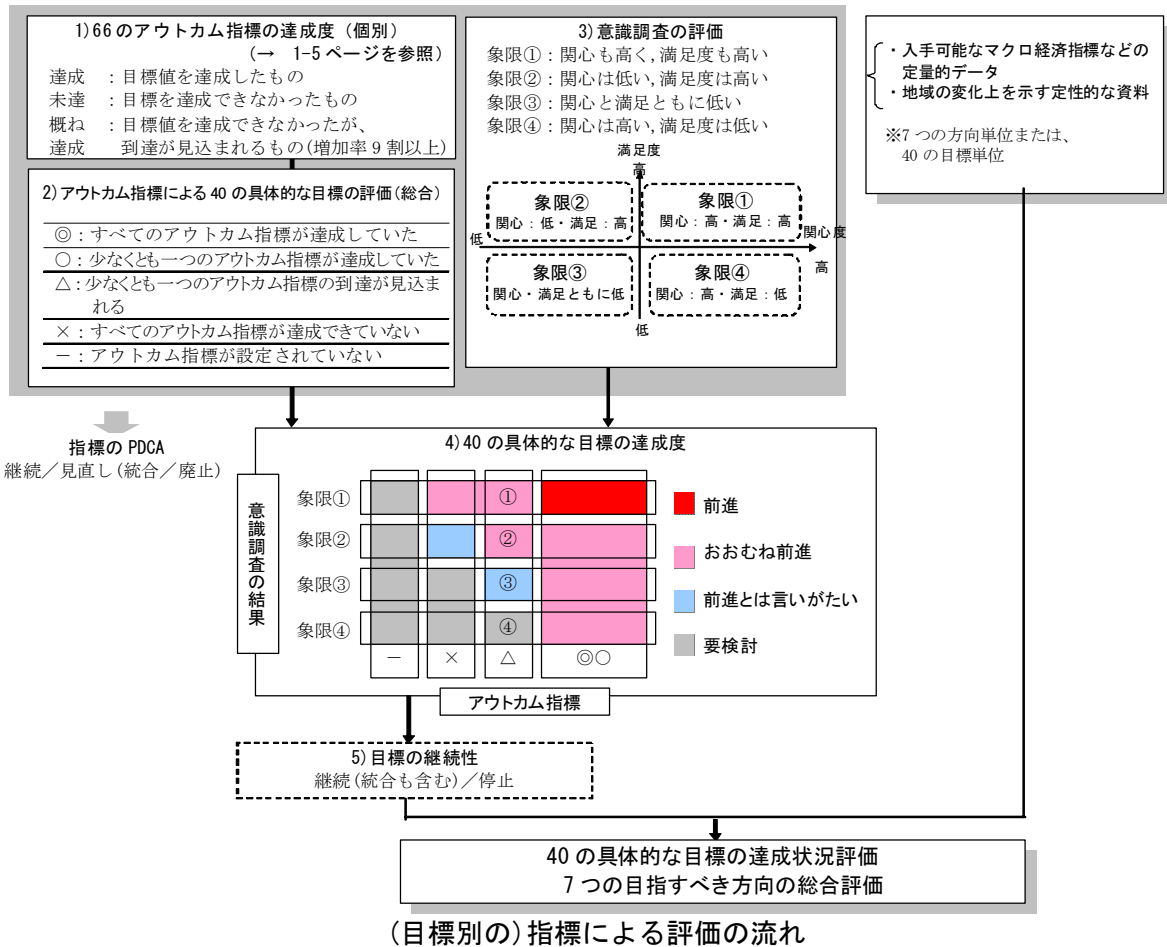 1)66のアウトカム指標の達成度（個別）
（→ 1-5ページを参照）
達成 ：目標値を達成したもの
未達 ：目標を達成できなかったもの
概ね ：目標値を達成できなかったが、
達成 到達が見込まれるもの(増加率9割以上)
2)アウトカム指標による40の具体的な目標の評価(総合)
◎：すべてのアウトカム指標が達成していた
○：少なくとも一つのアウトカム指標が達成していた
△：少なくとも一つのアウトカム指標の到達が見込ま
れる
×：すべてのアウトカム指標が達成できていない
－：アウトカム指標が設定されていない
3)意識調査の評価
象限①：関心も高く,満足度も高い
象限②：関心は低い,満足度は高い
象限③：関心と満足ともに低い
象限④：関心は高い,満足度は低い
満足度
高
象限②
関心：低・満足：高
象限①
関心：高・満足：高
低
関心度
高
象限③
関心・満足ともに低
象限④
関心：高・満足：低
低
・入手可能なマクロ経済指標などの
定量的データ
・地域の変化上を示す定性的な資料
※7つの方向単位または、
40の目標単位
指標のPDCA
継続／見直し(統合／廃止)
4)40の具体的な目標の達成度
意識調査の結果
象限① ①
象限② ②
象限③ ③
象限④ ④
－ × △ ◎○
前進
おおむね前進
前進とは言いがたい
要検討
アウトカム指標
5)目標の継続性
継続(統合も含む)／停止
40の具体的な目標の達成状況評価
7つの目指すべき方向の総合評価
(目標別の)指標による評価の流れ